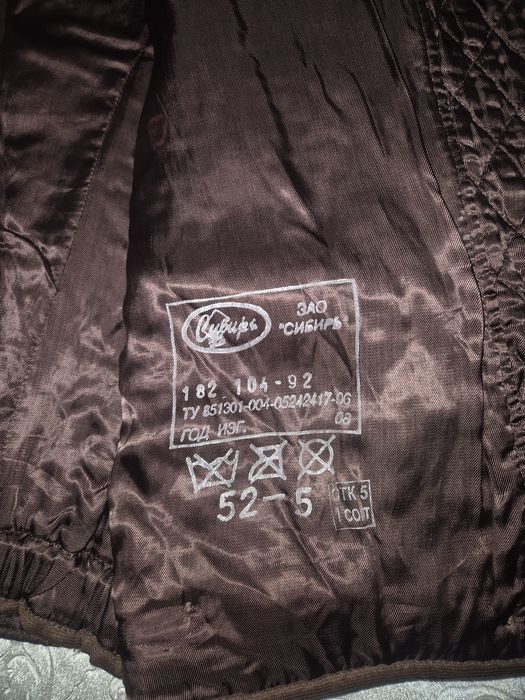 Сибирь
ЗАО
"СИБИРЬ"
182.104-92
ТУ 851301-004-05242417-06
ГОД ИЗГ. 08
52-5
ОТК.5
I СОРТ